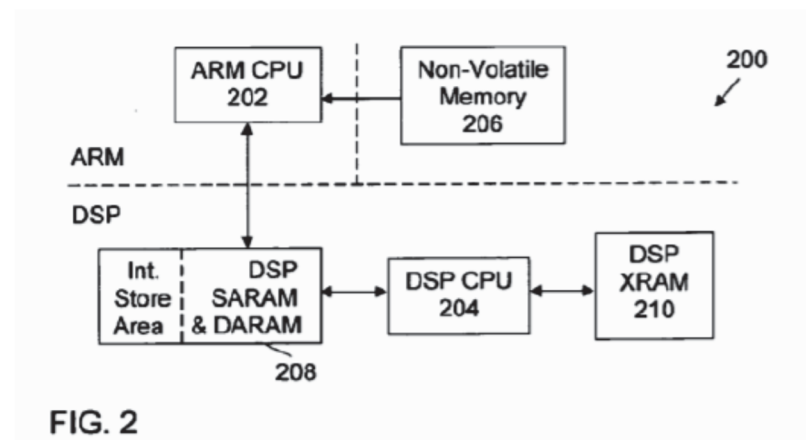 ARM CPU
202
Non-Volatile
Memory
206
200
ARM
DSP
Int.
Store
Area
DSP
SARAM
& DARAM
208
DSP CPU
204
DSP
XRAM
210
FIG. 2